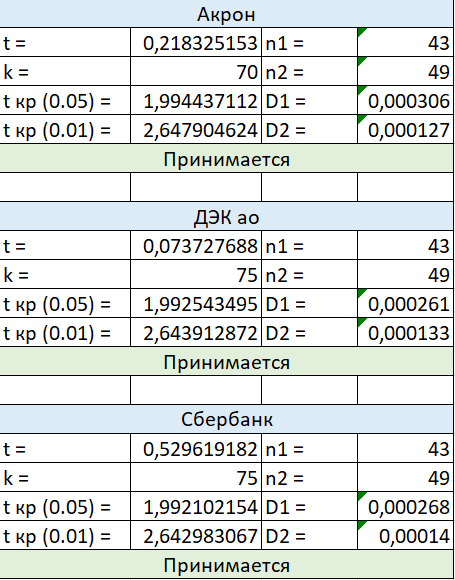 Акрон
t = 0,218325153 n1 = 43
k = 70 n2 = 49
t кр (0.05) = 1,994437112 D1 = 0,000306
t кр (0.01) = 2,647904624 D2 = 0,000127
Принимается
ДЭК ао
t = 0,073727688 n1 = 43
k = 75 n2 = 49
t кр (0.05) = 1,992543495 D1 = 0,000261
t кр (0.01) = 2,643912872 D2 = 0,000133
Принимается
Сбербанк
t = 0,529619182 n1 = 43
k = 75 n2 = 49
t кр (0.05) = 1,992102154 D1 = 0,000268
t кр (0.01) = 2,642983067 D2 = 0,00014
Принимается